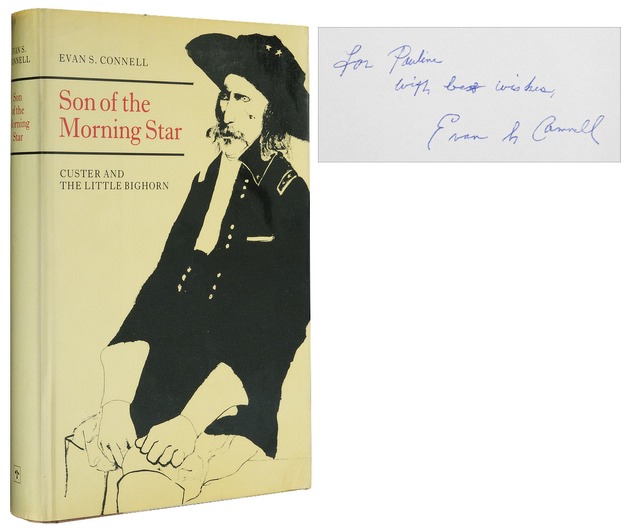 EVAN S.
CONNELL
Son
of the
Morning
Star
EVAN S. CONNELL
Son of the
Morning Star
CUSTER AND
THE LITTLE BIGHORN
For Pauline
with best wishes,
Evan S Connell